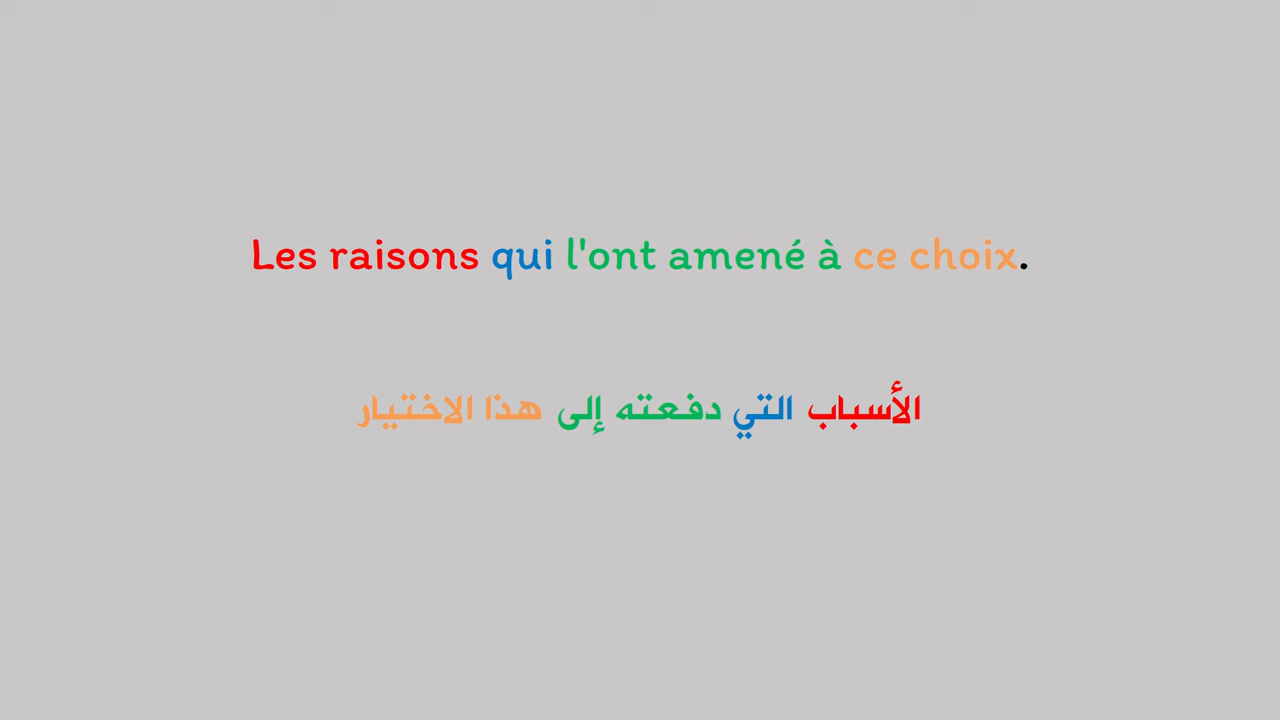 Les raisons qui l'ont amené à ce choix.
الأسباب التي دفعته إلى هذا الاختيار